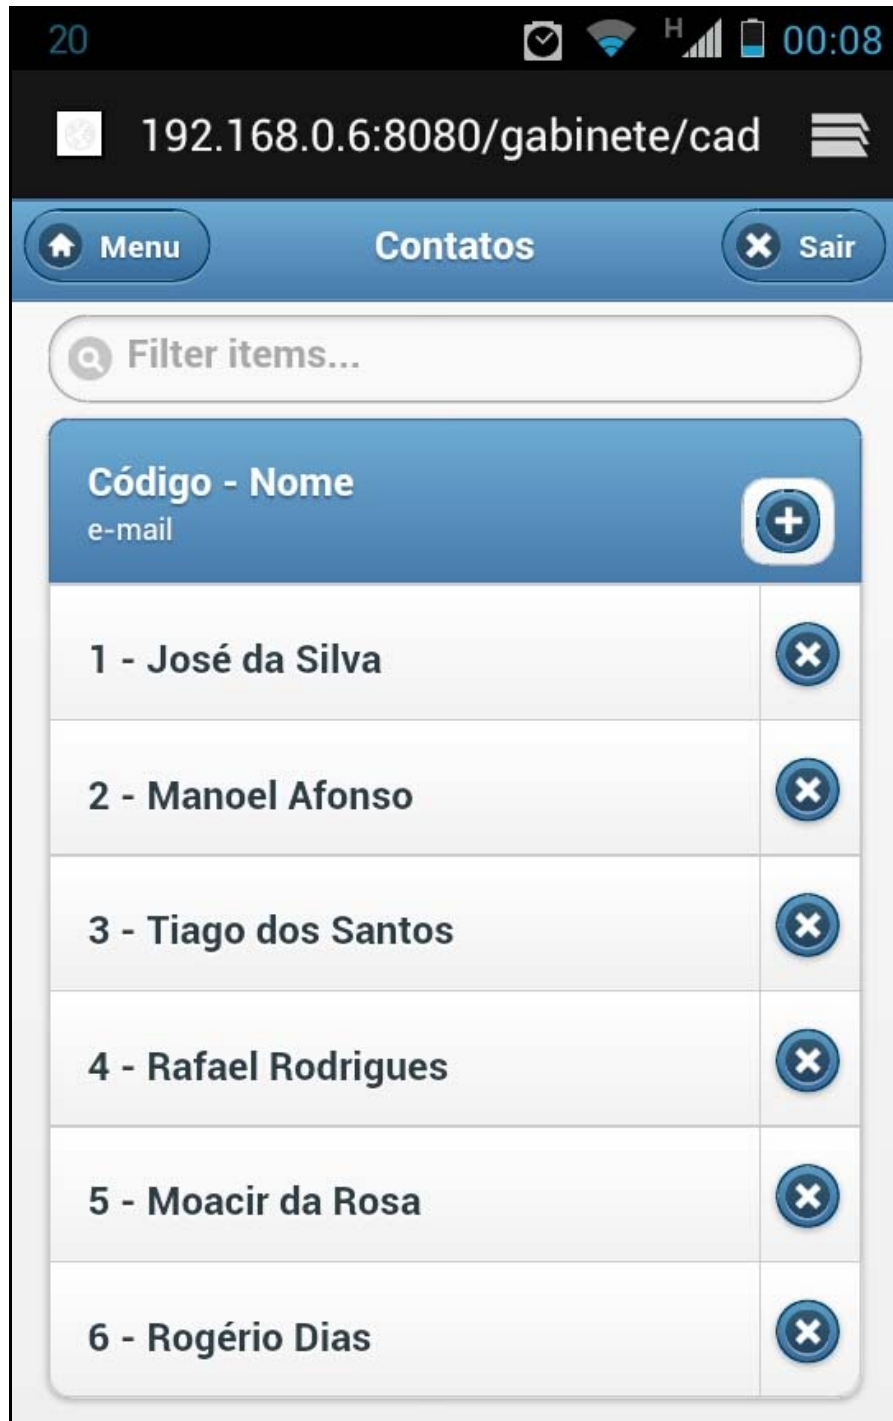 20 H 00:08
192.168.0.6:8080/gabinete/cad
Menu Contatos Sair
Filter items...
Código - Nome
e-mail
1 - José da Silva
2 - Manoel Afonso
3 - Tiago dos Santos
4 - Rafael Rodrigues
5 - Moacir da Rosa
6 - Rogério Dias